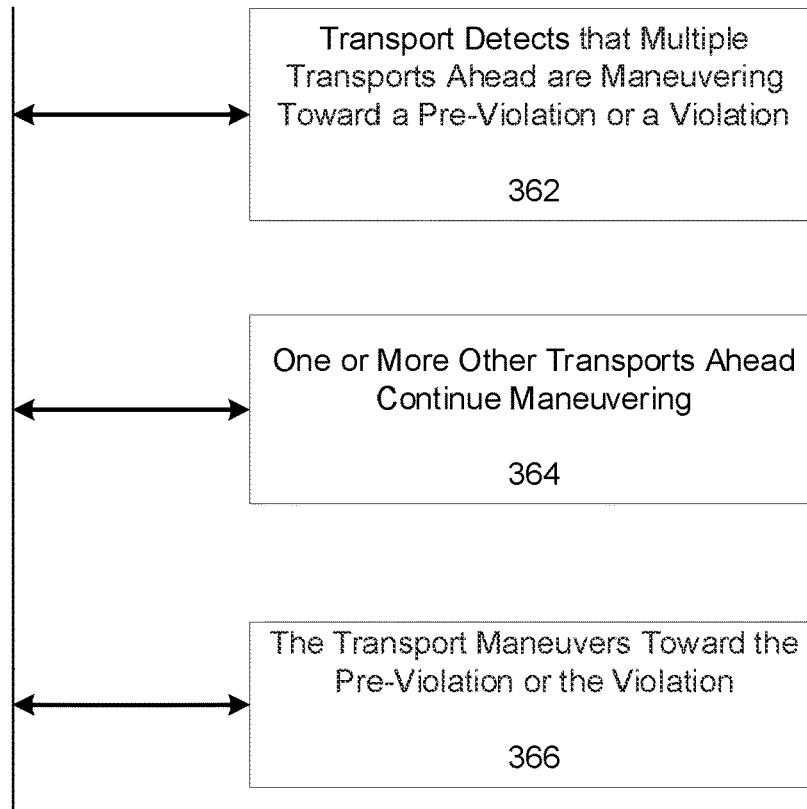 Transport Detects that Multiple
Transports Ahead are Maneuvering
Toward a Pre-Violation or a Violation
362
One or More Other Transports Ahead
Continue Maneuvering
364
The Transport Maneuvers Toward the
Pre-Violation or the Violation
366